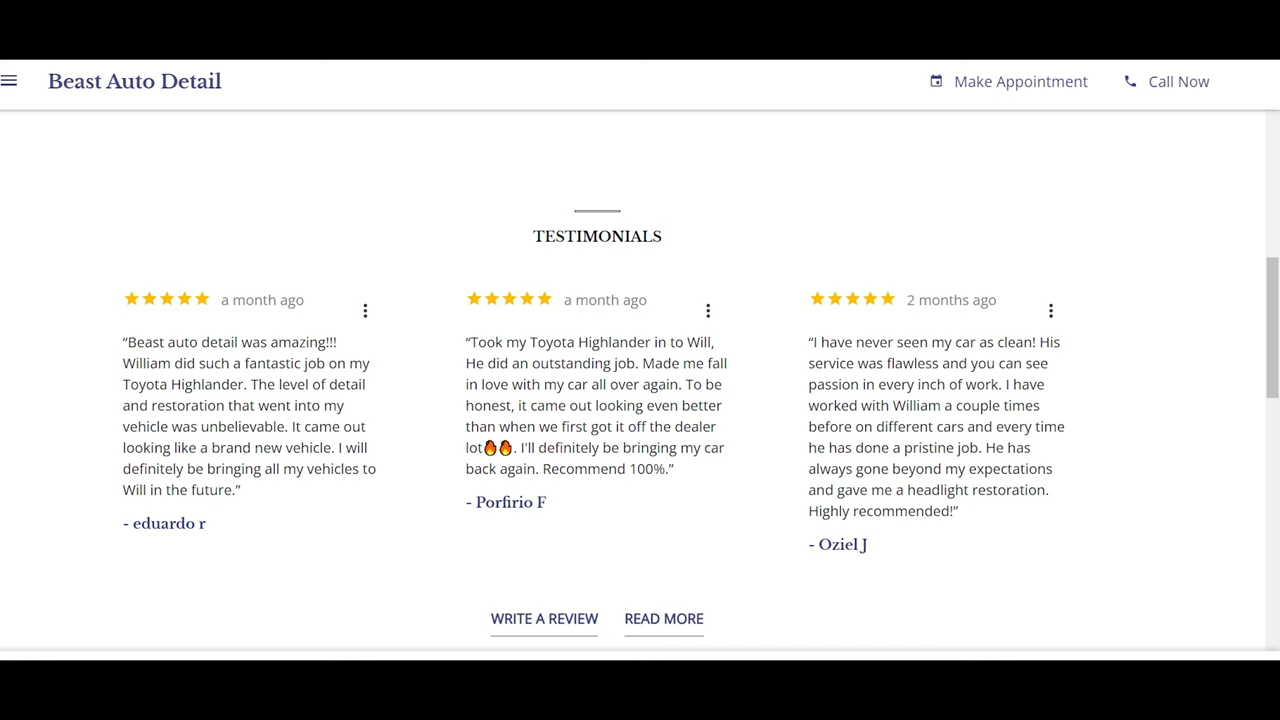 Beast Auto Detail
Make Appointment
Call Now
TESTIMONIALS
a month ago
“Beast auto detail was amazing!!!
William did such a fantastic job on my
Toyota Highlander. The level of detail
and restoration that went into my
vehicle was unbelievable. It came out
looking like a brand new vehicle. I will
definitely be bringing all my vehicles to
Will in the future.”
- eduardo r
a month ago
“Took my Toyota Highlander in to Will,
He did an outstanding job. Made me fall
in love with my car all over again. To be
honest, it came out looking even better
than when we first got it off the dealer
lot🔥🔥. I'll definitely be bringing my car
back again. Recommend 100%.”
- Porfirio F
2 months ago
“I have never seen my car as clean! His
service was flawless and you can see
passion in every inch of work. I have
worked with William a couple times
before on different cars and every time
he has done a pristine job. He has
always gone beyond my expectations
and gave me a headlight restoration.
Highly recommended!”
- Oziel J
WRITE A REVIEW
READ MORE